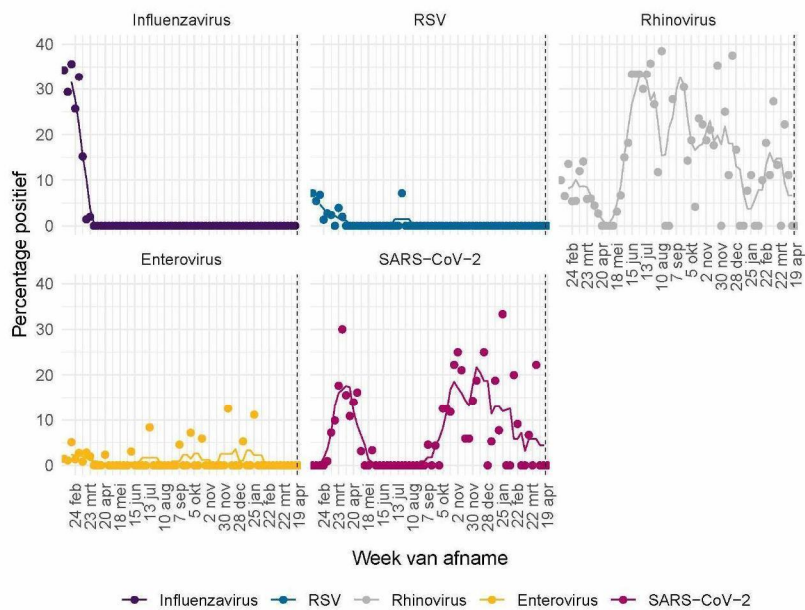 Influenzavirus
RSV
Rhinovirus
Percentage positief
40
30
20
10
0
24 feb
23 mrt
20 apr
18 mei
15 jun
13 jul
10 aug
7 sep
5 okt
2 nov
30 nov
28 dec
25 jan
22 feb
22 mrt
19 apr
Enterovirus
SARS−CoV−2
40
30
20
10
0
24 feb
23 mrt
20 apr
18 mei
15 jun
13 jul
10 aug
7 sep
5 okt
2 nov
30 nov
28 dec
25 jan
22 feb
22 mrt
19 apr
24 feb
23 mrt
20 apr
18 mei
15 jun
13 jul
10 aug
7 sep
5 okt
2 nov
30 nov
28 dec
25 jan
22 feb
22 mrt
19 apr
Week van afname
Influenzavirus RSV Rhinovirus Enterovirus SARS−CoV−2